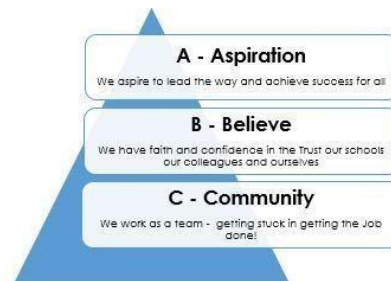 A - Aspiration
We aspire to lead the way and achieve success for all
B - Believe
We have faith and confidence in the Trust our schools
our colleagues and ourselves
C - Community
We work as a team - getting stuck in getting the Job
done!